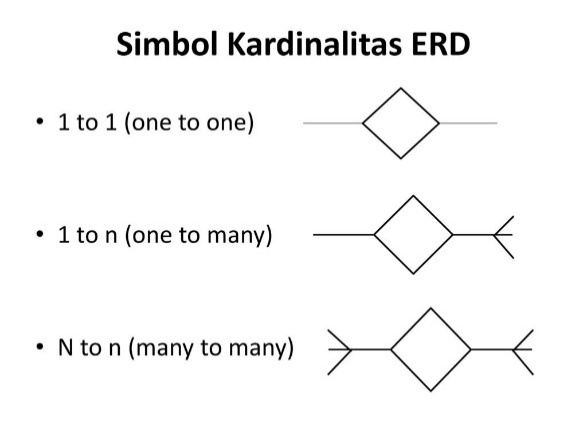 Simbol Kardinalitas ERD
• 1 to 1 (one to one)
• 1 to n (one to many)
• N to n (many to many)